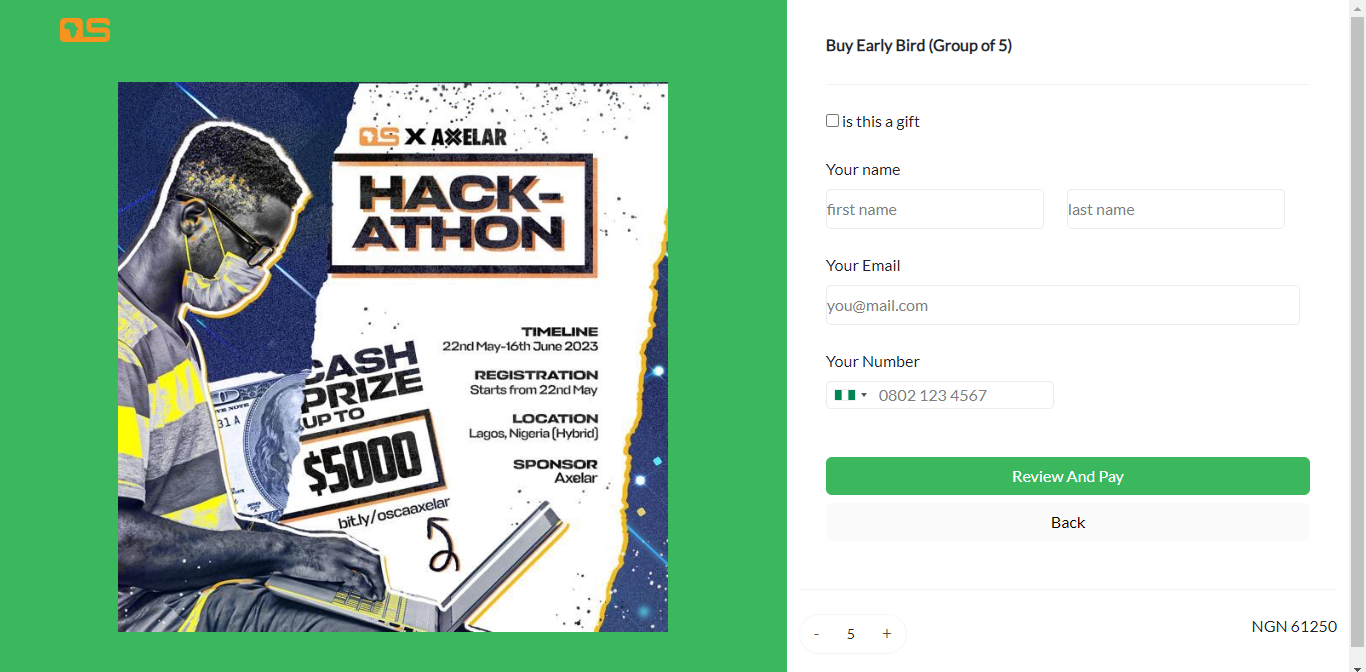 OS
OS X AXELAR
HACK-
ATHON
TIMELINE
22nd May-16th June 2023
REGISTRATION
Starts from 22nd May
LOCATION
Lagos, Nigeria (Hybrid)
SPONSOR
Axelar
CASH
PRIZE
UP TO
$5000
bit.ly/oscaaxelar
31 A
Buy Early Bird (Group of 5)
is this a gift
Your name
first name last name
Your Email
you@mail.com
Your Number
0802 123 4567
Review And Pay
Back
- 5 +
NGN 61250